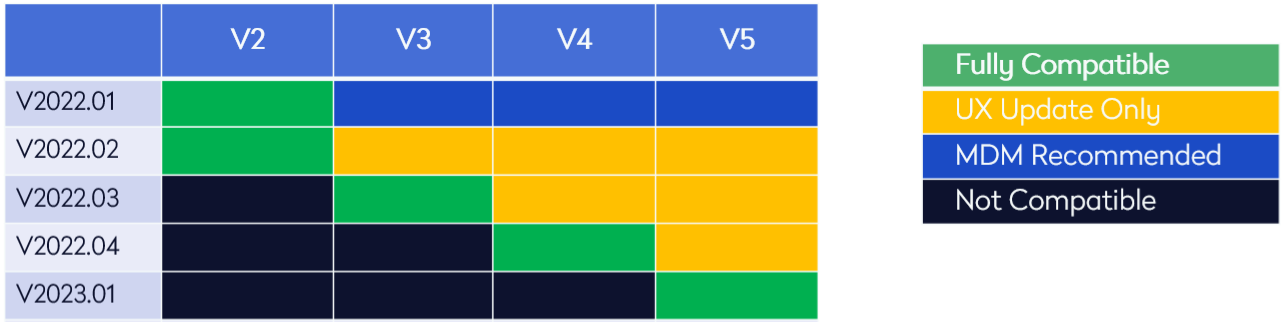 V2 V3 V4 V5
V2022.01
V2022.02
V2022.03
V2022.04
V2023.01
Fully Compatible
UX Update Only
MDM Recommended
Not Compatible